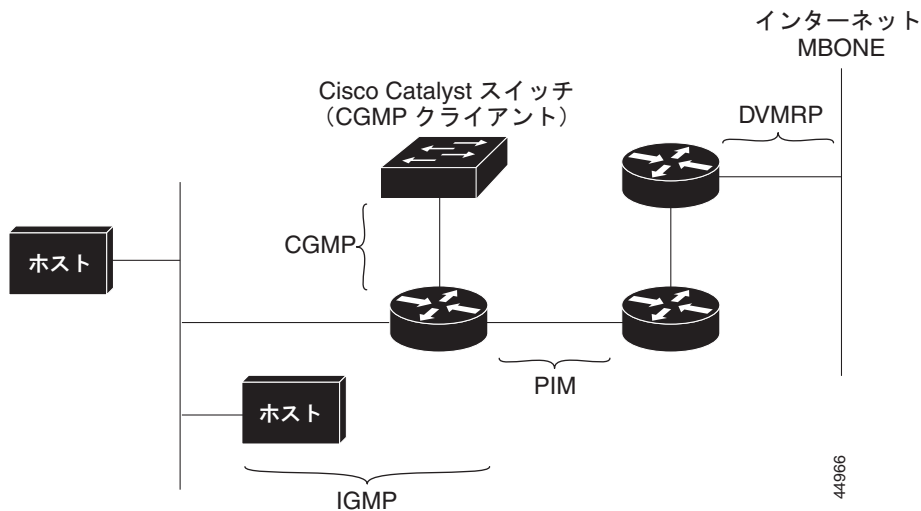 インターネット
MBONE
Cisco Catalyst スイッチ
（CGMP クライアント）
DVMRP
CGMP
ホスト
PIM
ホスト
IGMP
44966